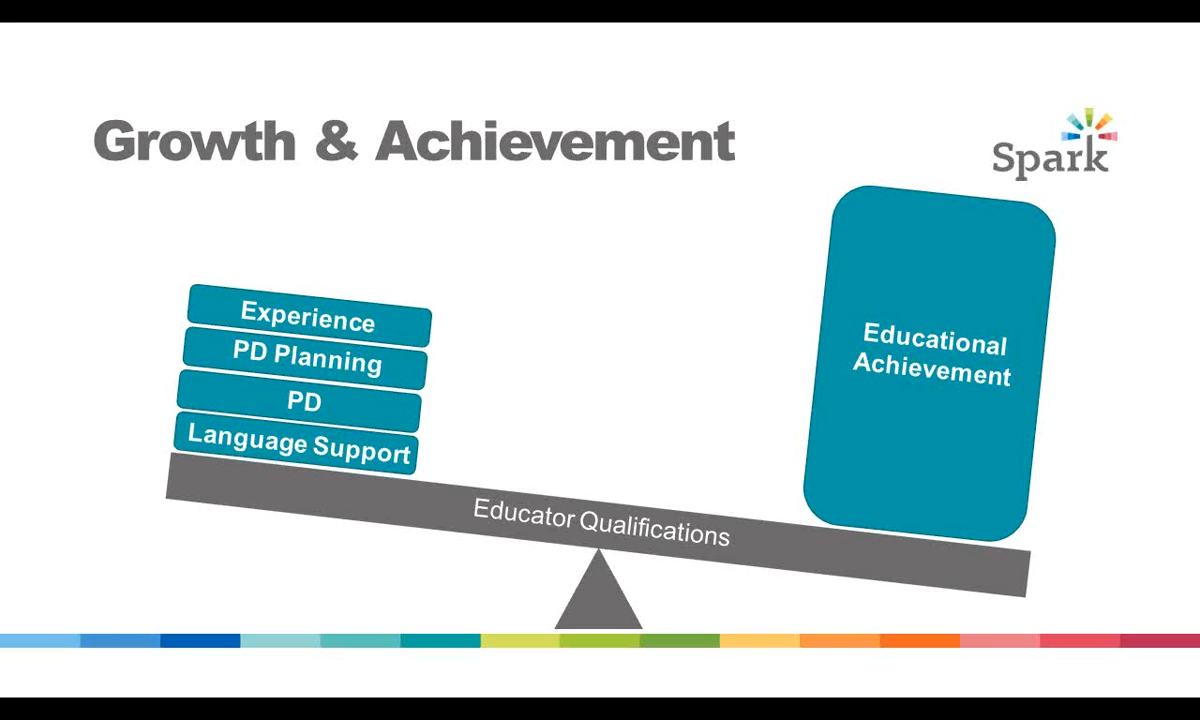 Growth & Achievement
Spark
Experience
PD Planning
PD
Language Support
Educational
Achievement
Educator Qualifications